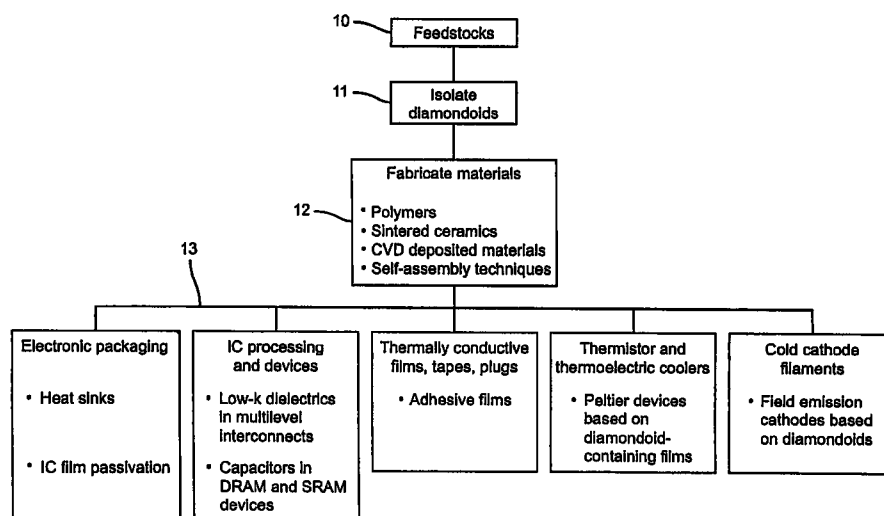 10
Feedstocks
11
Isolate
diamondoids
Fabricate materials
12
• Polymers
• Sintered ceramics
• CVD deposited materials
• Self-assembly techniques
13
Electronic packaging
• Heat sinks
• IC film passivation
IC processing
and devices
• Low-k dielectrics
in multilevel
interconnects
• Capacitors in
DRAM and SRAM
devices
Thermally conductive
films, tapes, plugs
• Adhesive films
Thermistor and
thermoelectric coolers
• Peltier devices
based on
diamondoid-
containing films
Cold cathode
filaments
• Field emission
cathodes based
on diamondoids